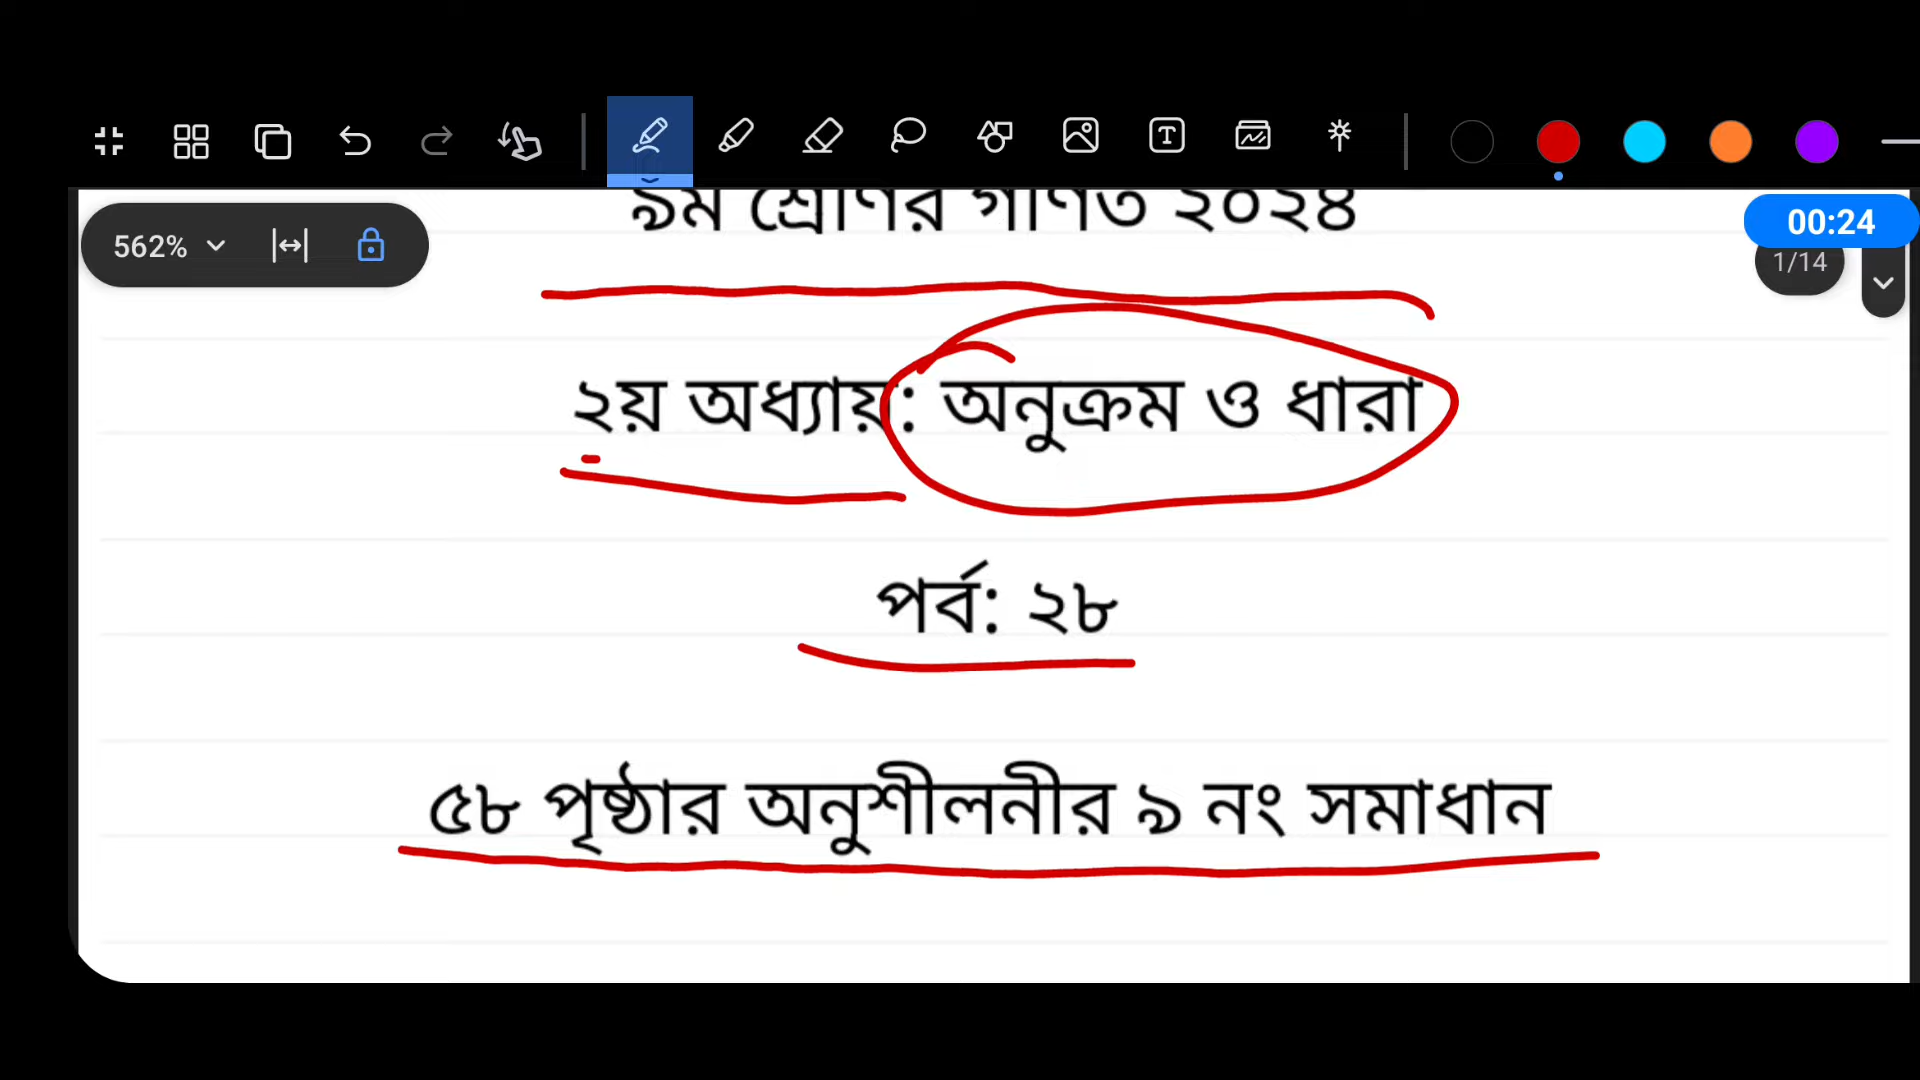 ৯ম শ্রেণির গণিত ২০২৪
562%
00:24
1/14
২য় অধ্যায়: অনুক্রম ও ধারা
পর্ব: ২৮
৫৮ পৃষ্ঠার অনুশীলনীর ৯ নং সমাধান